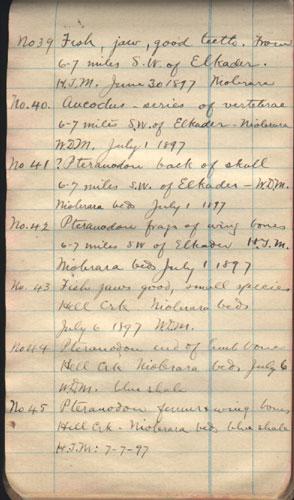 No 39 Fish, jaw, good teeth. From
6-7 miles S.W. of Elkader.
H.T.M. June 30 1897 Niobrara
No. 40. Aucodus - series of vertebrae
6-7 miles S.W. of Elkader - Niobrara
W.D.M. July 1 1897
No 41 ? Pteranodon back of skull
6-7 miles S.W. of Elkader - W.D.M.
Niobrara beds July 1 1897
No. 42 Pteranodon frags of wing bones
6-7 miles SW of Elkader H.T.M.
Niobrara beds July 1 1897
No. 43 Fish jaws good, small species
Hell Crk Niobrara beds
July 6 1897 W.D.M.
No 44 Pteranodon end of limb bone
Hell Crk Niobrara beds July 6
W.D.M. blue shale
No 45 Pteranodon femur & wing bones
Hell Crk - Niobrara beds blue shale
H.T.M. 7-7-97